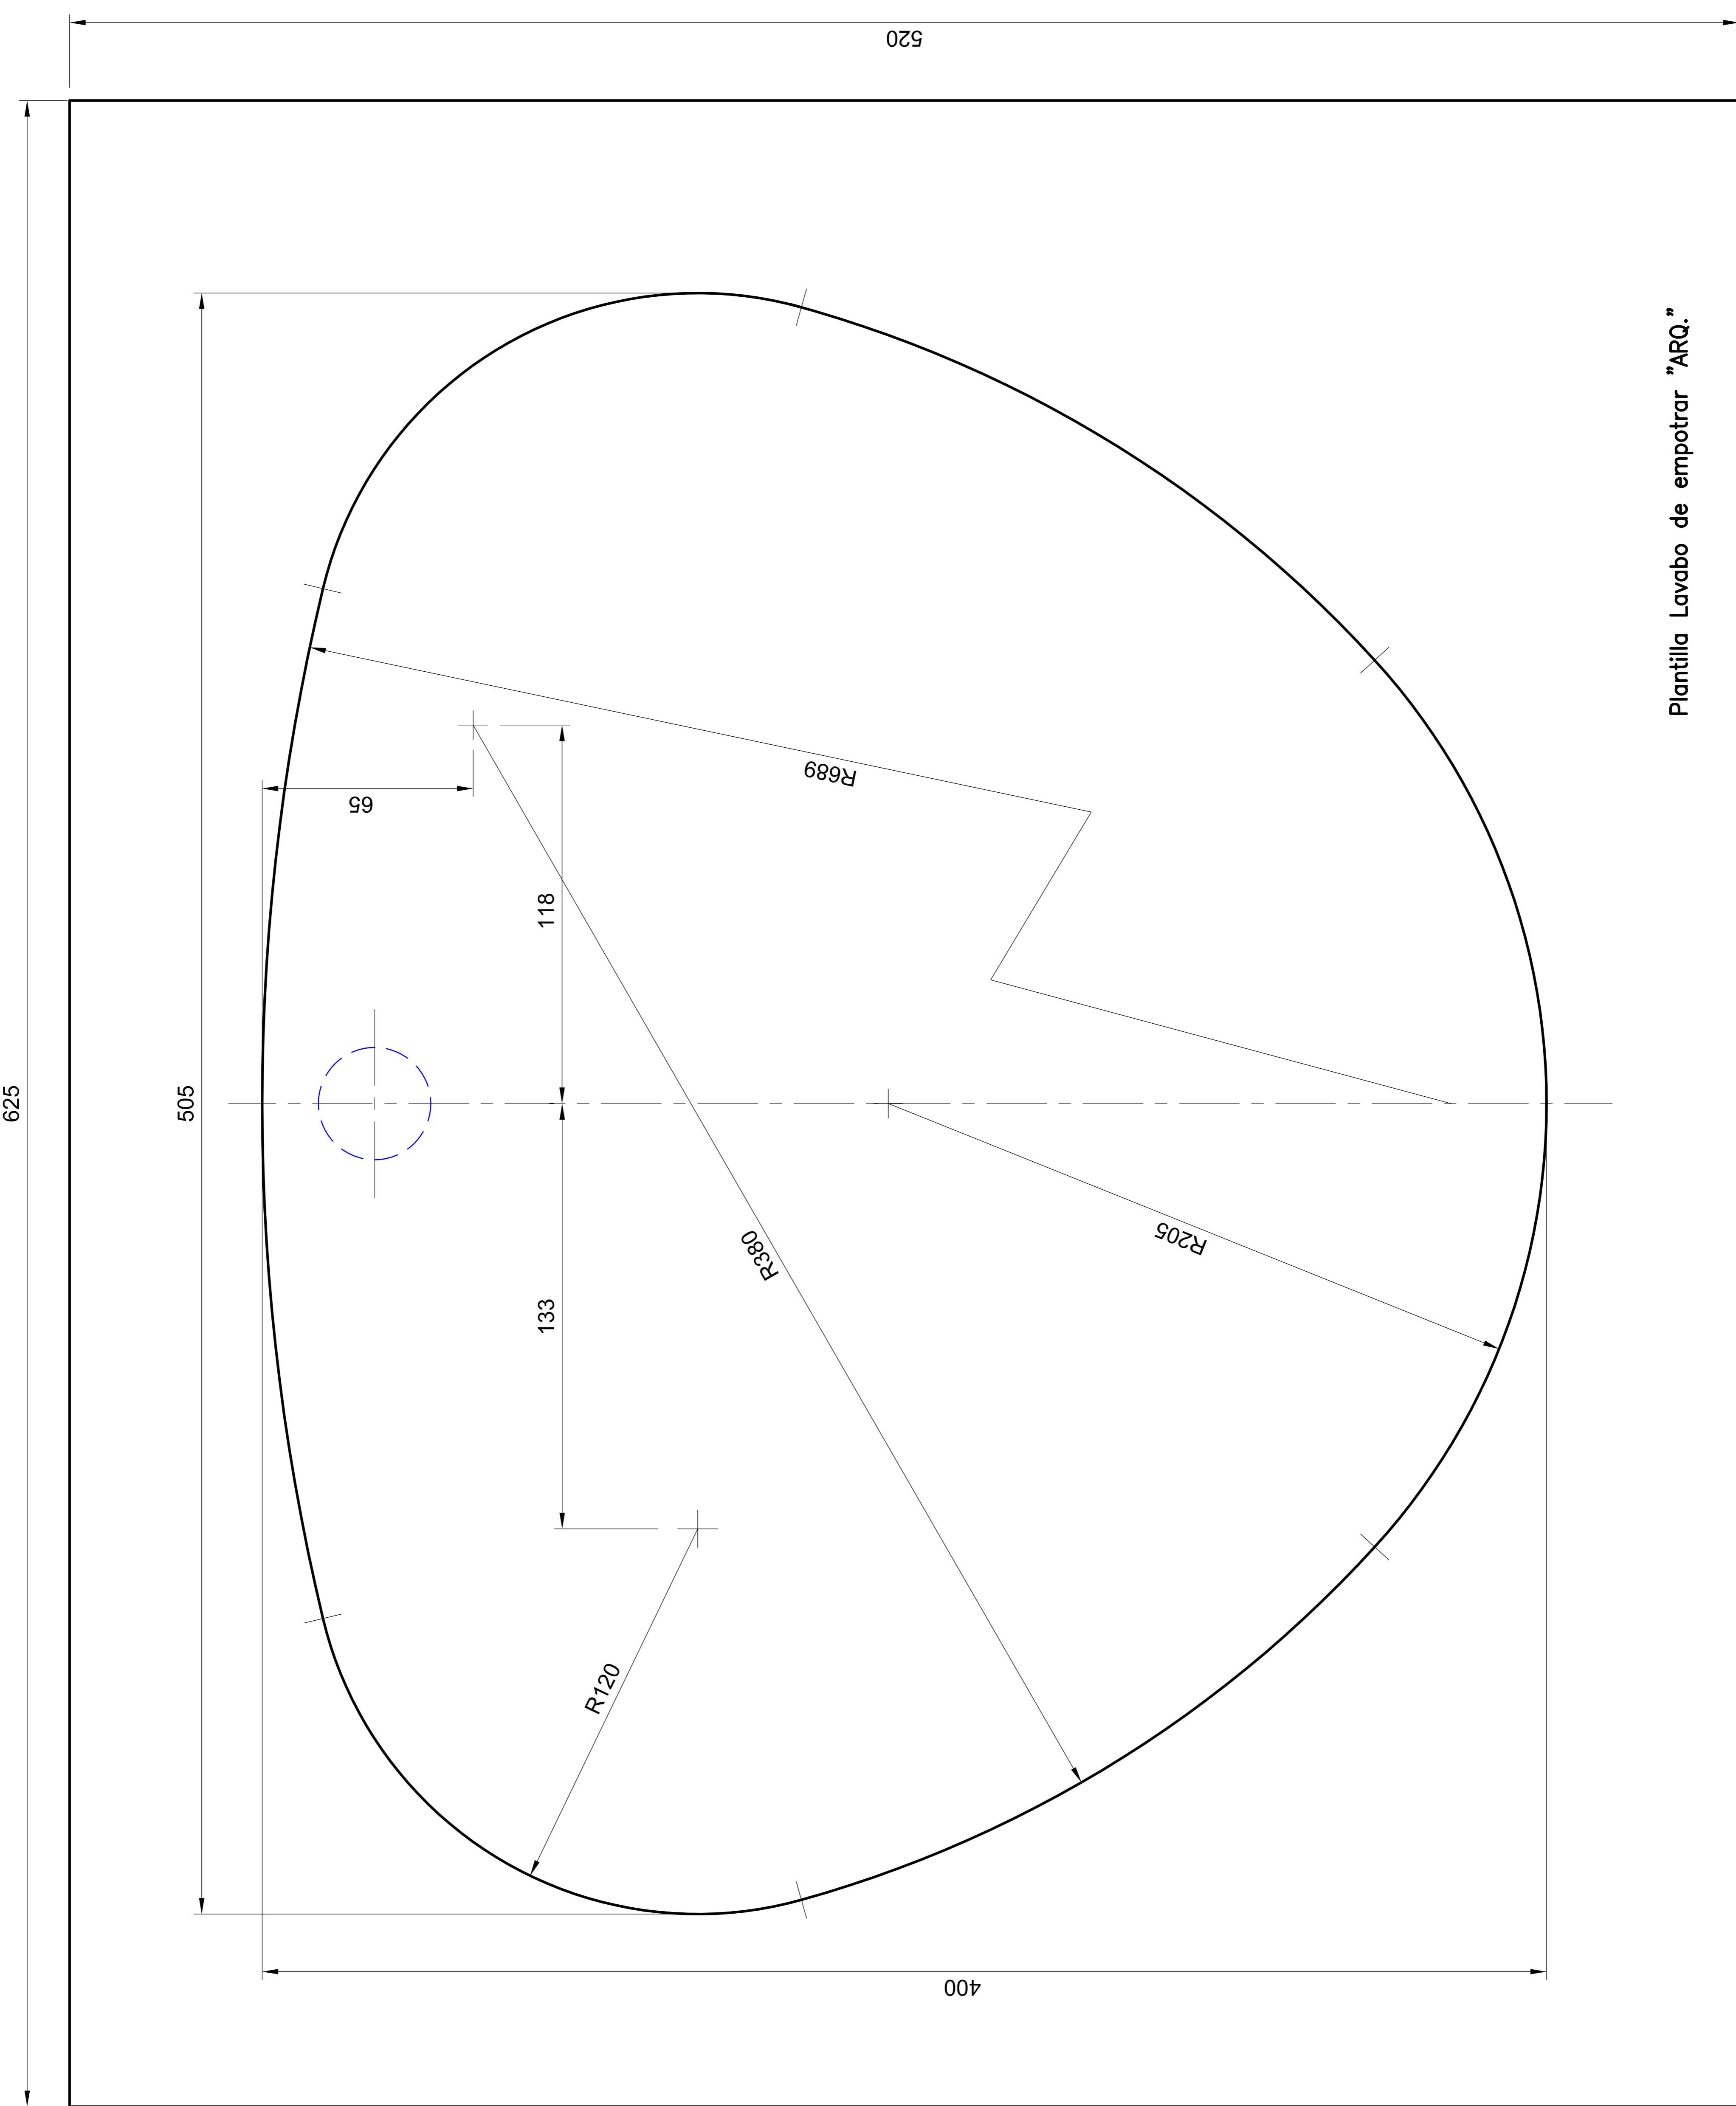 520
625
505
65
R689
118
R380
R205
133
R120
400
Plantilla Lavabo de empotrar "ARQ."